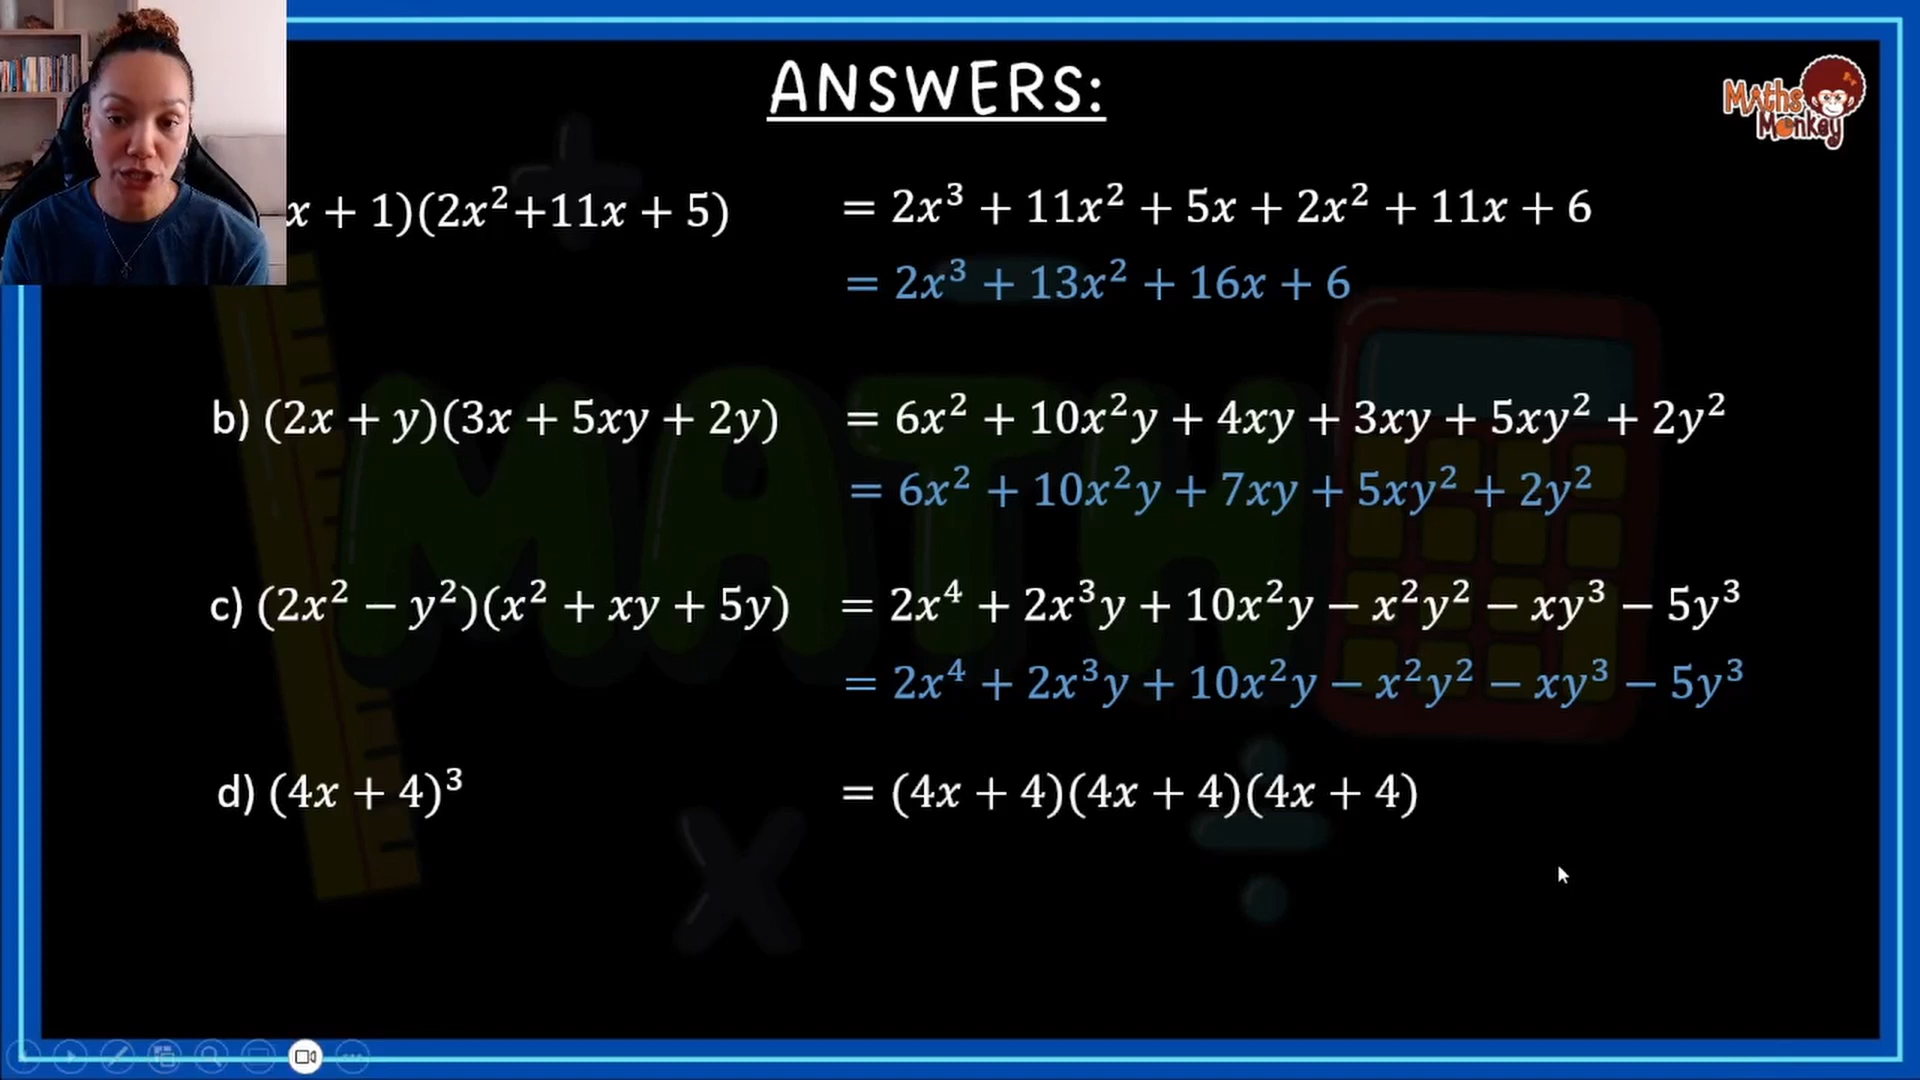 ANSWERS:
Maths
Monkey
x + 1)(2x²+11x + 5) = 2x³ + 11x² + 5x + 2x² + 11x + 6
= 2x³ + 13x² + 16x + 6
b) (2x + y)(3x + 5xy + 2y) = 6x² + 10x²y + 4xy + 3xy + 5xy² + 2y²
= 6x² + 10x²y + 7xy + 5xy² + 2y²
c) (2x² − y²)(x² + xy + 5y) = 2x⁴ + 2x³y + 10x²y − x²y² − xy³ − 5y³
= 2x⁴ + 2x³y + 10x²y − x²y² − xy³ − 5y³
d) (4x + 4)³ = (4x + 4)(4x + 4)(4x + 4)
MATH